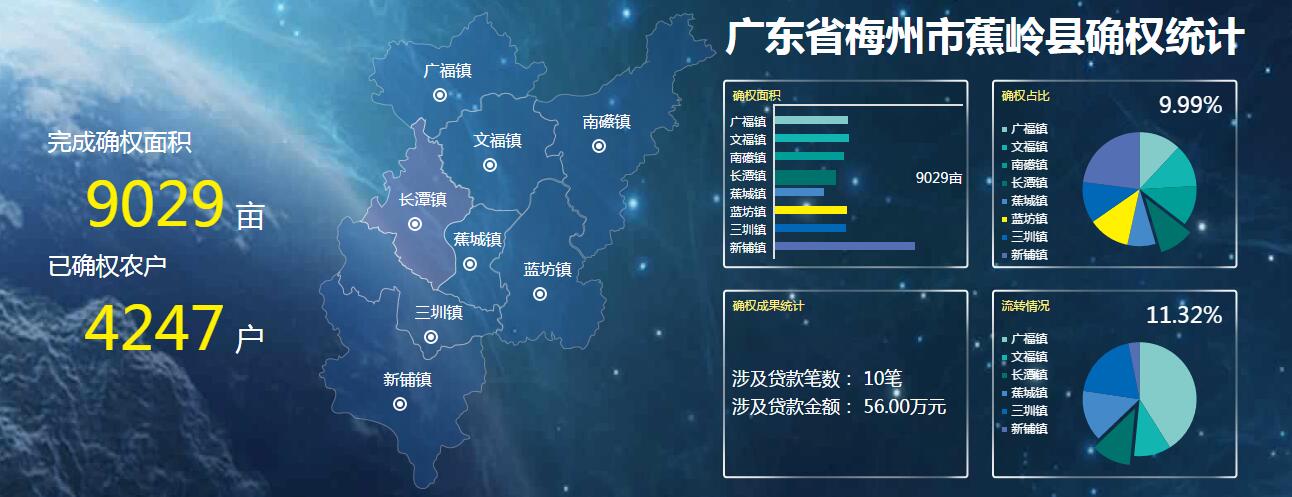 广东省梅州市蕉岭县确权统计
完成确权面积
9029 亩
已确权农户
4247 户
广福镇
文福镇
南磜镇
长潭镇
蕉城镇
蓝坊镇
三圳镇
新铺镇
确权面积
广福镇
文福镇
南磜镇
长潭镇
蕉城镇
蓝坊镇
三圳镇
新铺镇
9029亩
确权占比
9.99%
广福镇
文福镇
南磜镇
长潭镇
蕉城镇
蓝坊镇
三圳镇
新铺镇
确权成果统计
涉及贷款笔数： 10笔
涉及贷款金额： 56.00万元
流转情况
11.32%
广福镇
文福镇
长潭镇
蕉城镇
三圳镇
新铺镇